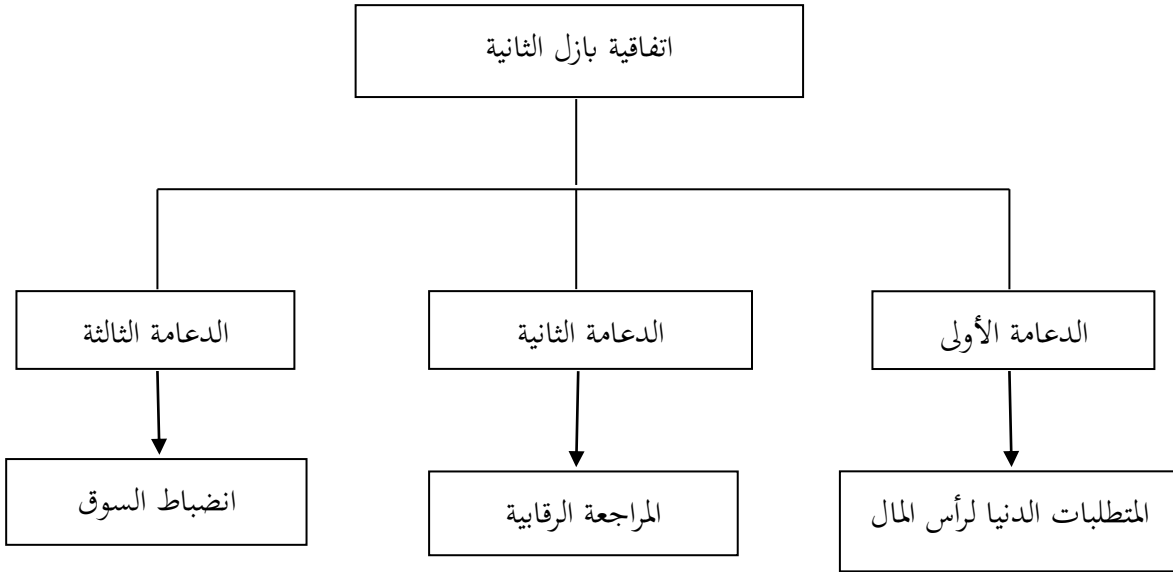 اتفاقية بازل الثانية
الدعامة الأولى
الدعامة الثانية
الدعامة الثالثة
المتطلبات الدنيا لرأس المال
المراجعة الرقابية
انضباط السوق